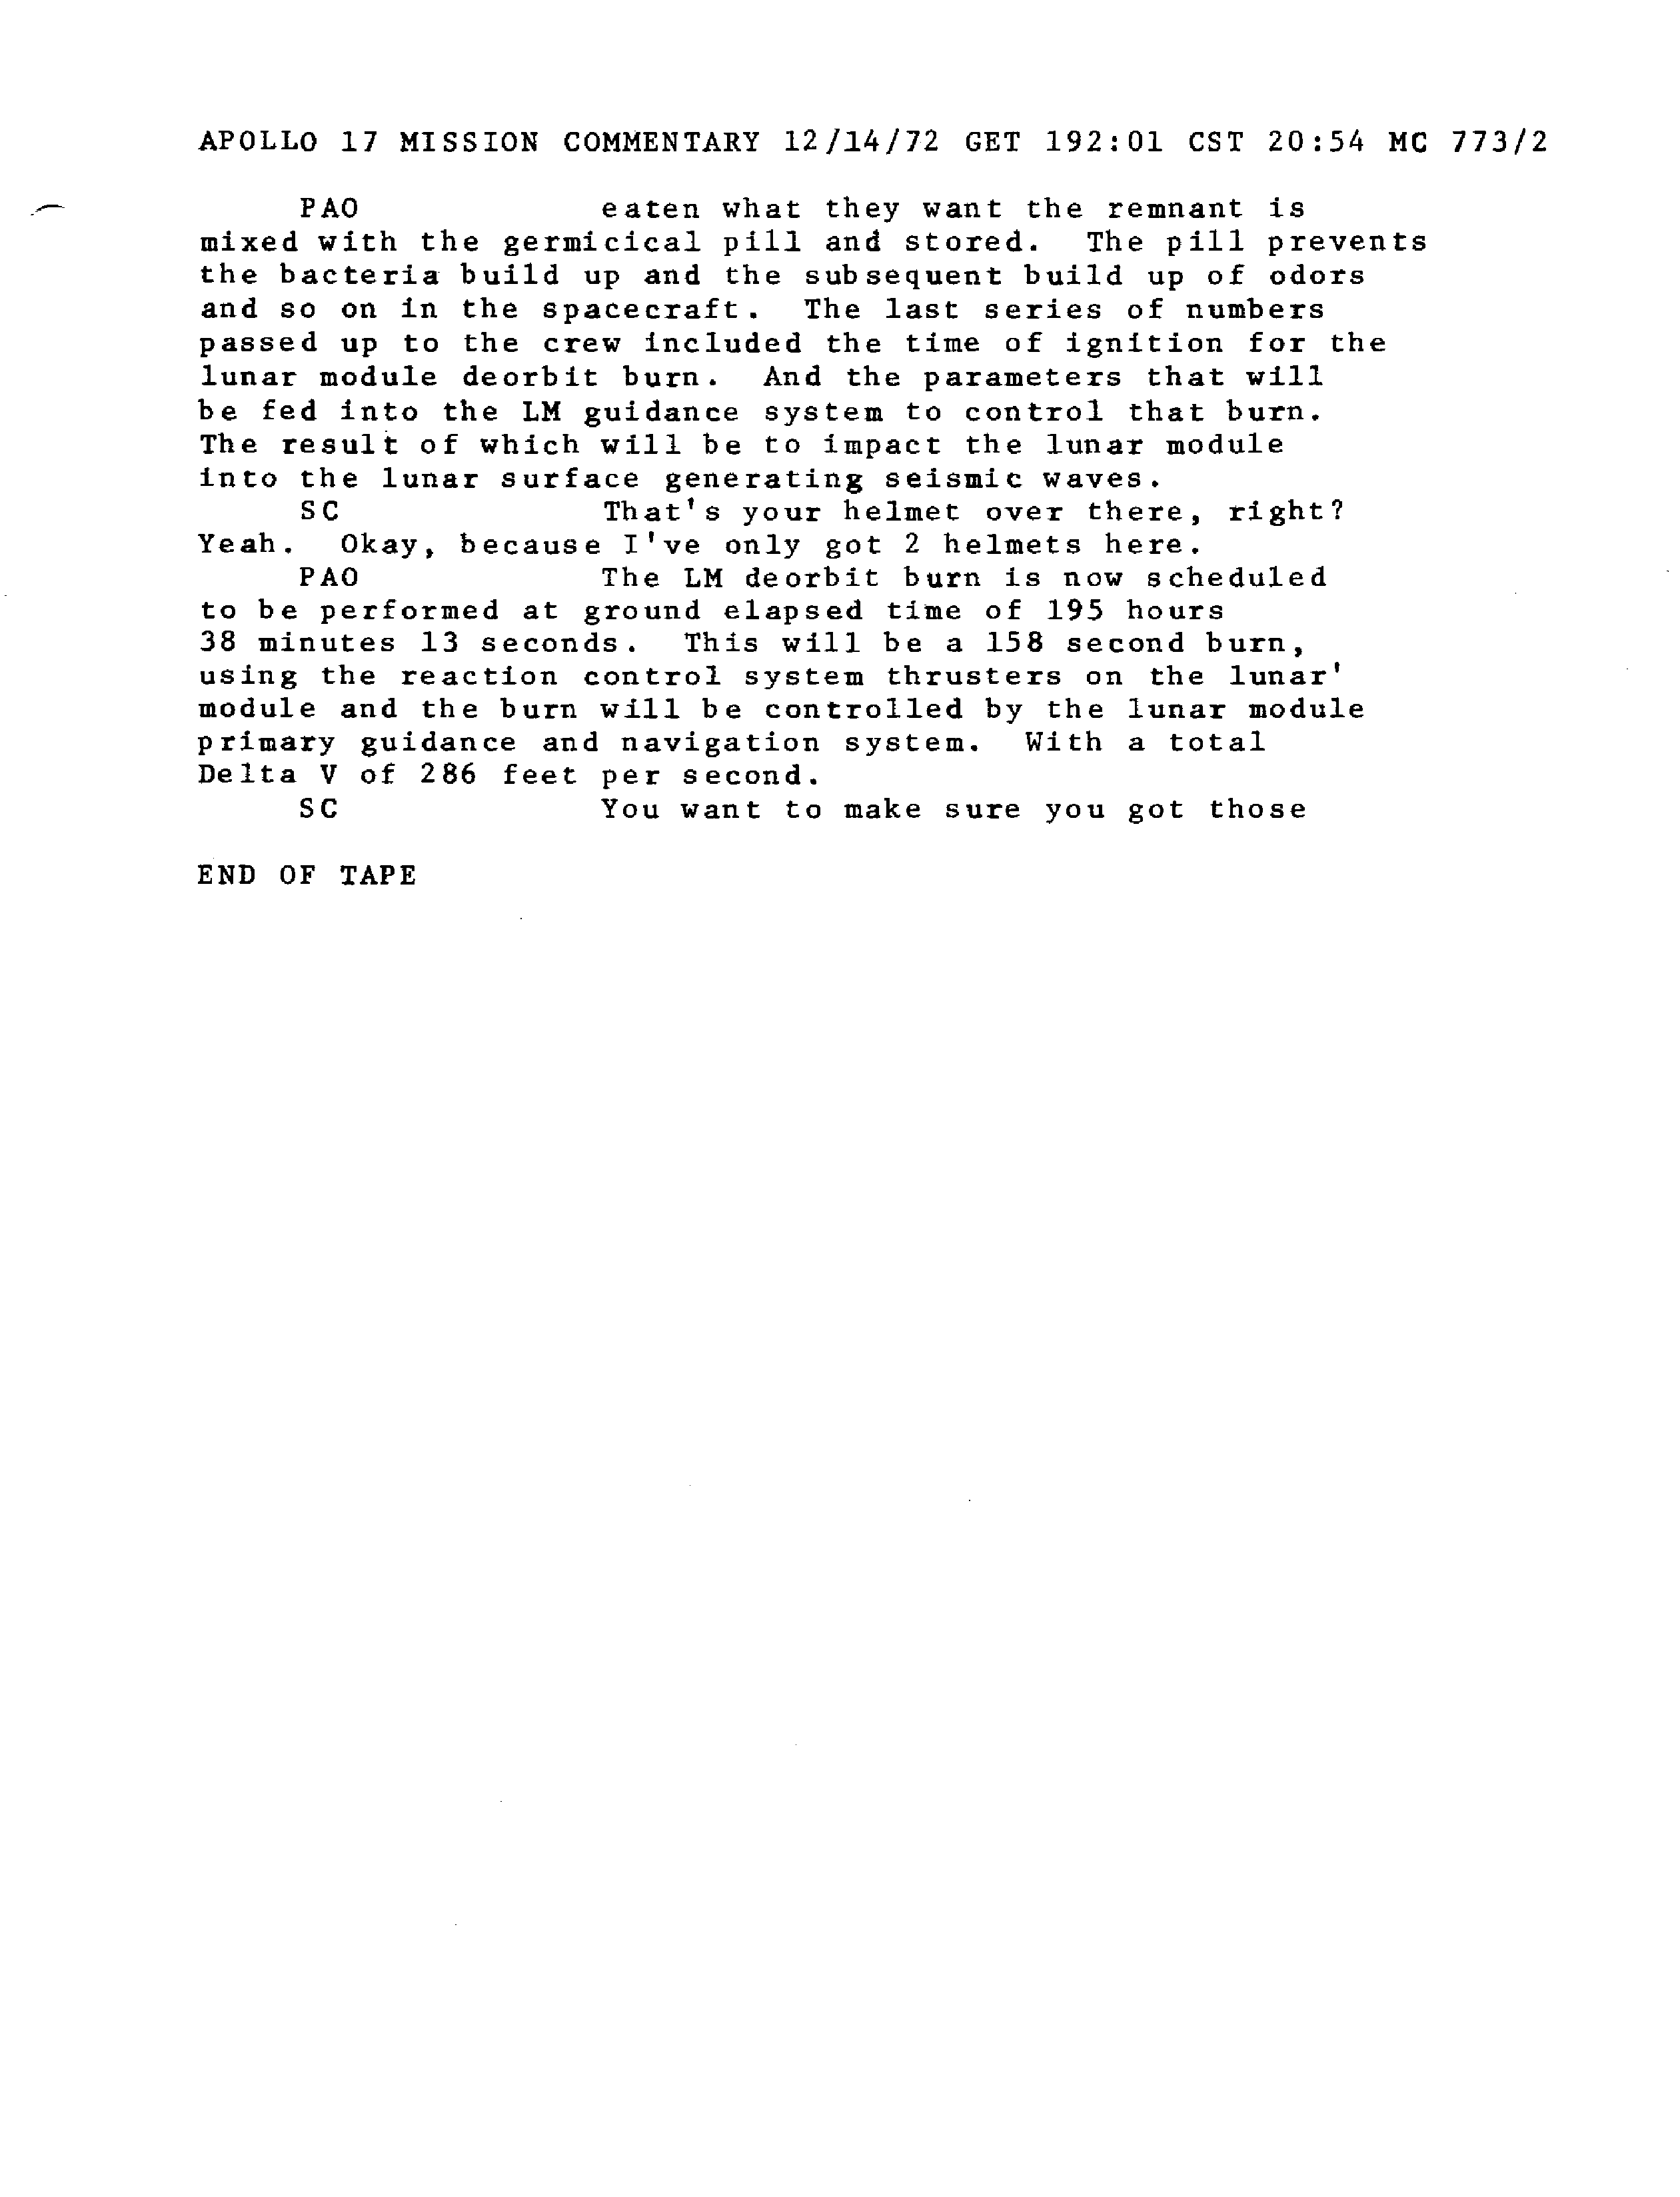 APOLLO 17 MISSION COMMENTARY 12/14/72 GET 192:01 CST 20:54 MC 773/2
PAO eaten what they want the remnant is
mixed with the germicical pill and stored. The pill prevents
the bacteria build up and the subsequent build up of odors
and so on in the spacecraft. The last series of numbers
passed up to the crew included the time of ignition for the
lunar module deorbit burn. And the parameters that will
be fed into the LM guidance system to control that burn.
The result of which will be to impact the lunar module
into the lunar surface generating seismic waves.
SC That's your helmet over there, right?
Yeah. Okay, because I've only got 2 helmets here.
PAO The LM deorbit burn is now scheduled
to be performed at ground elapsed time of 195 hours
38 minutes 13 seconds. This will be a 158 second burn,
using the reaction control system thrusters on the lunar'
module and the burn will be controlled by the lunar module
primary guidance and navigation system. With a total
Delta V of 286 feet per second.
SC You want to make sure you got those
END OF TAPE